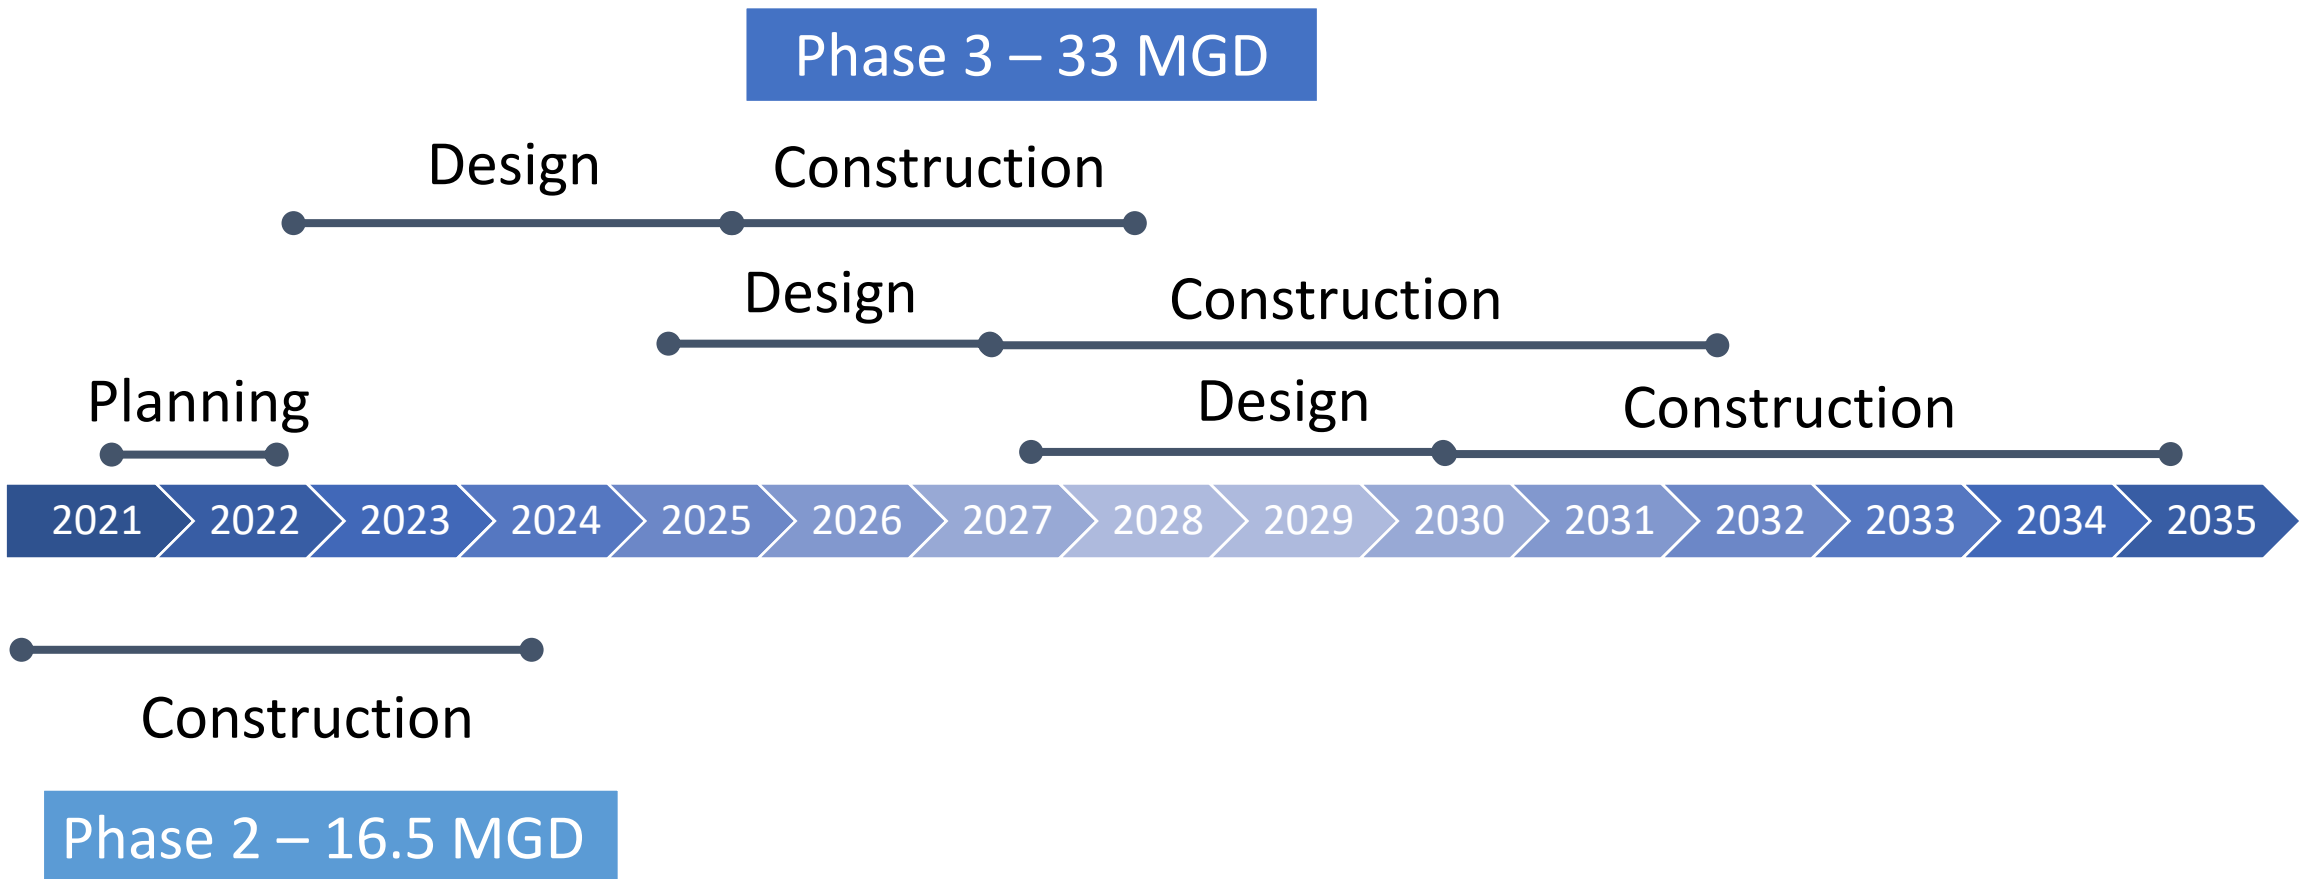 Phase 3 – 33 MGD
Design
Construction
Design
Construction
Planning
Design
Construction
2021 2022 2023 2024 2025 2026 2027 2028 2029 2030 2031 2032 2033 2034 2035
Construction
Phase 2 – 16.5 MGD